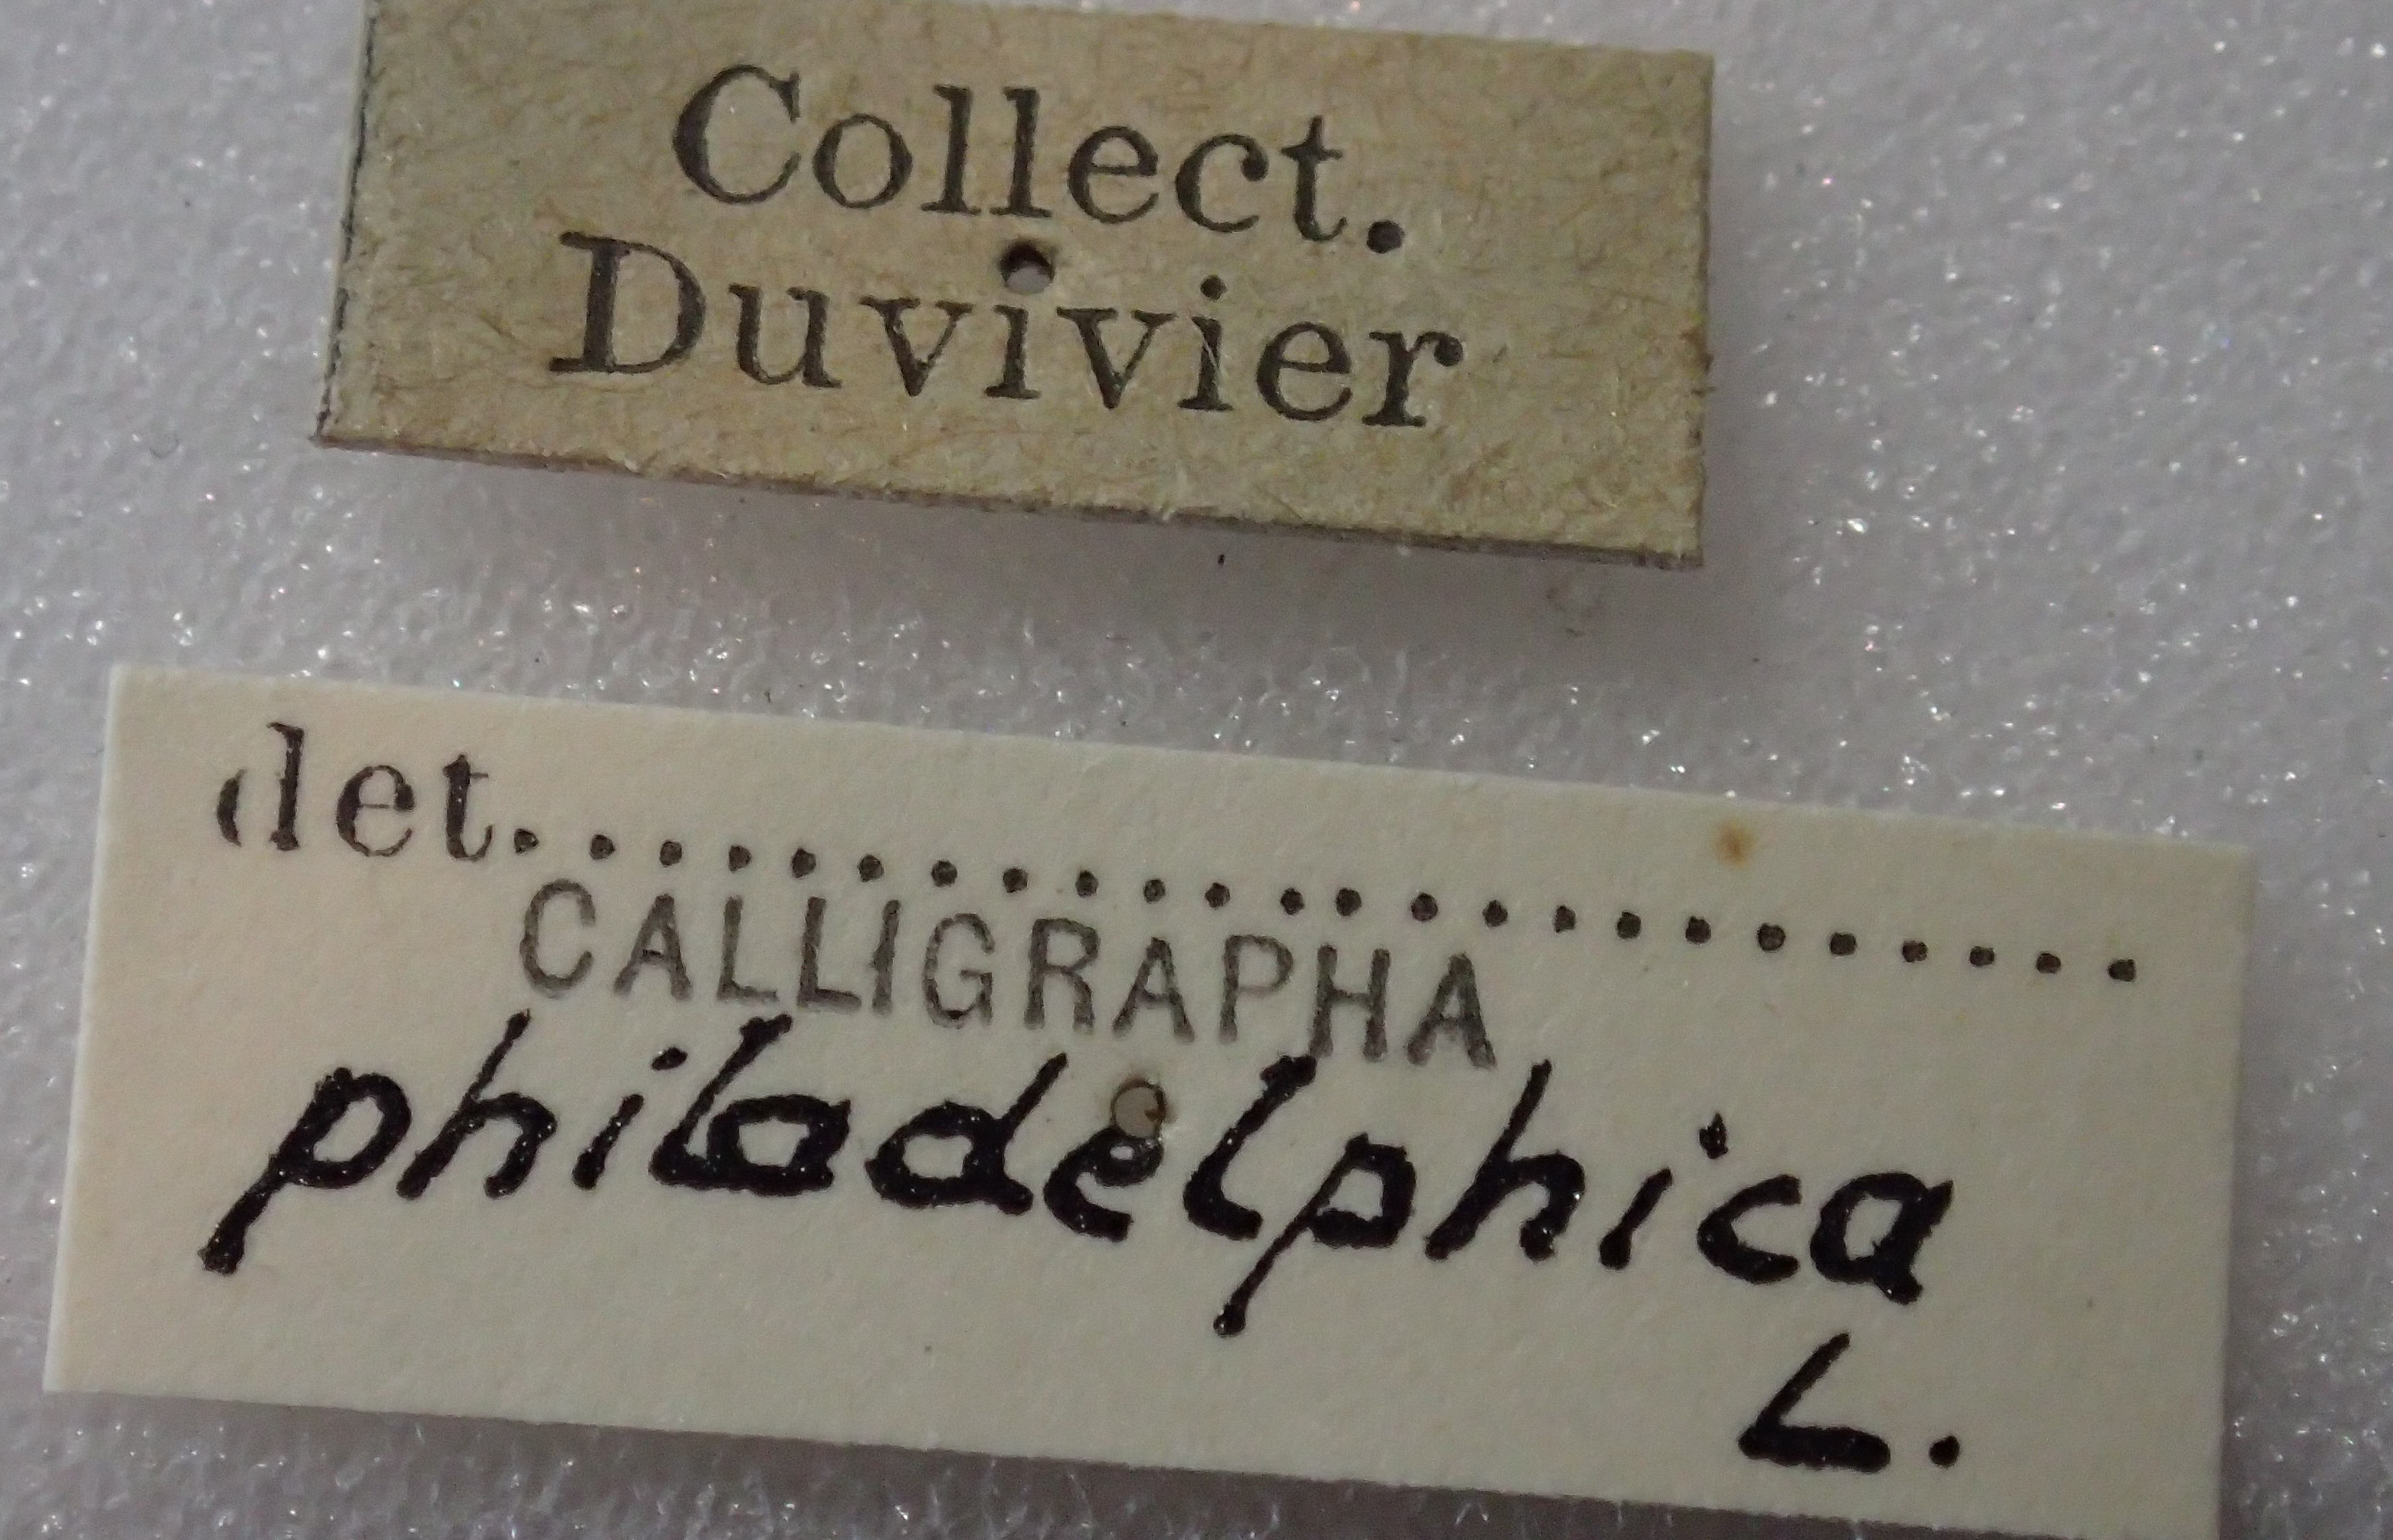 Collect.
Duvivier
det........................
CALLIGRAPHA
philadelphica
L.